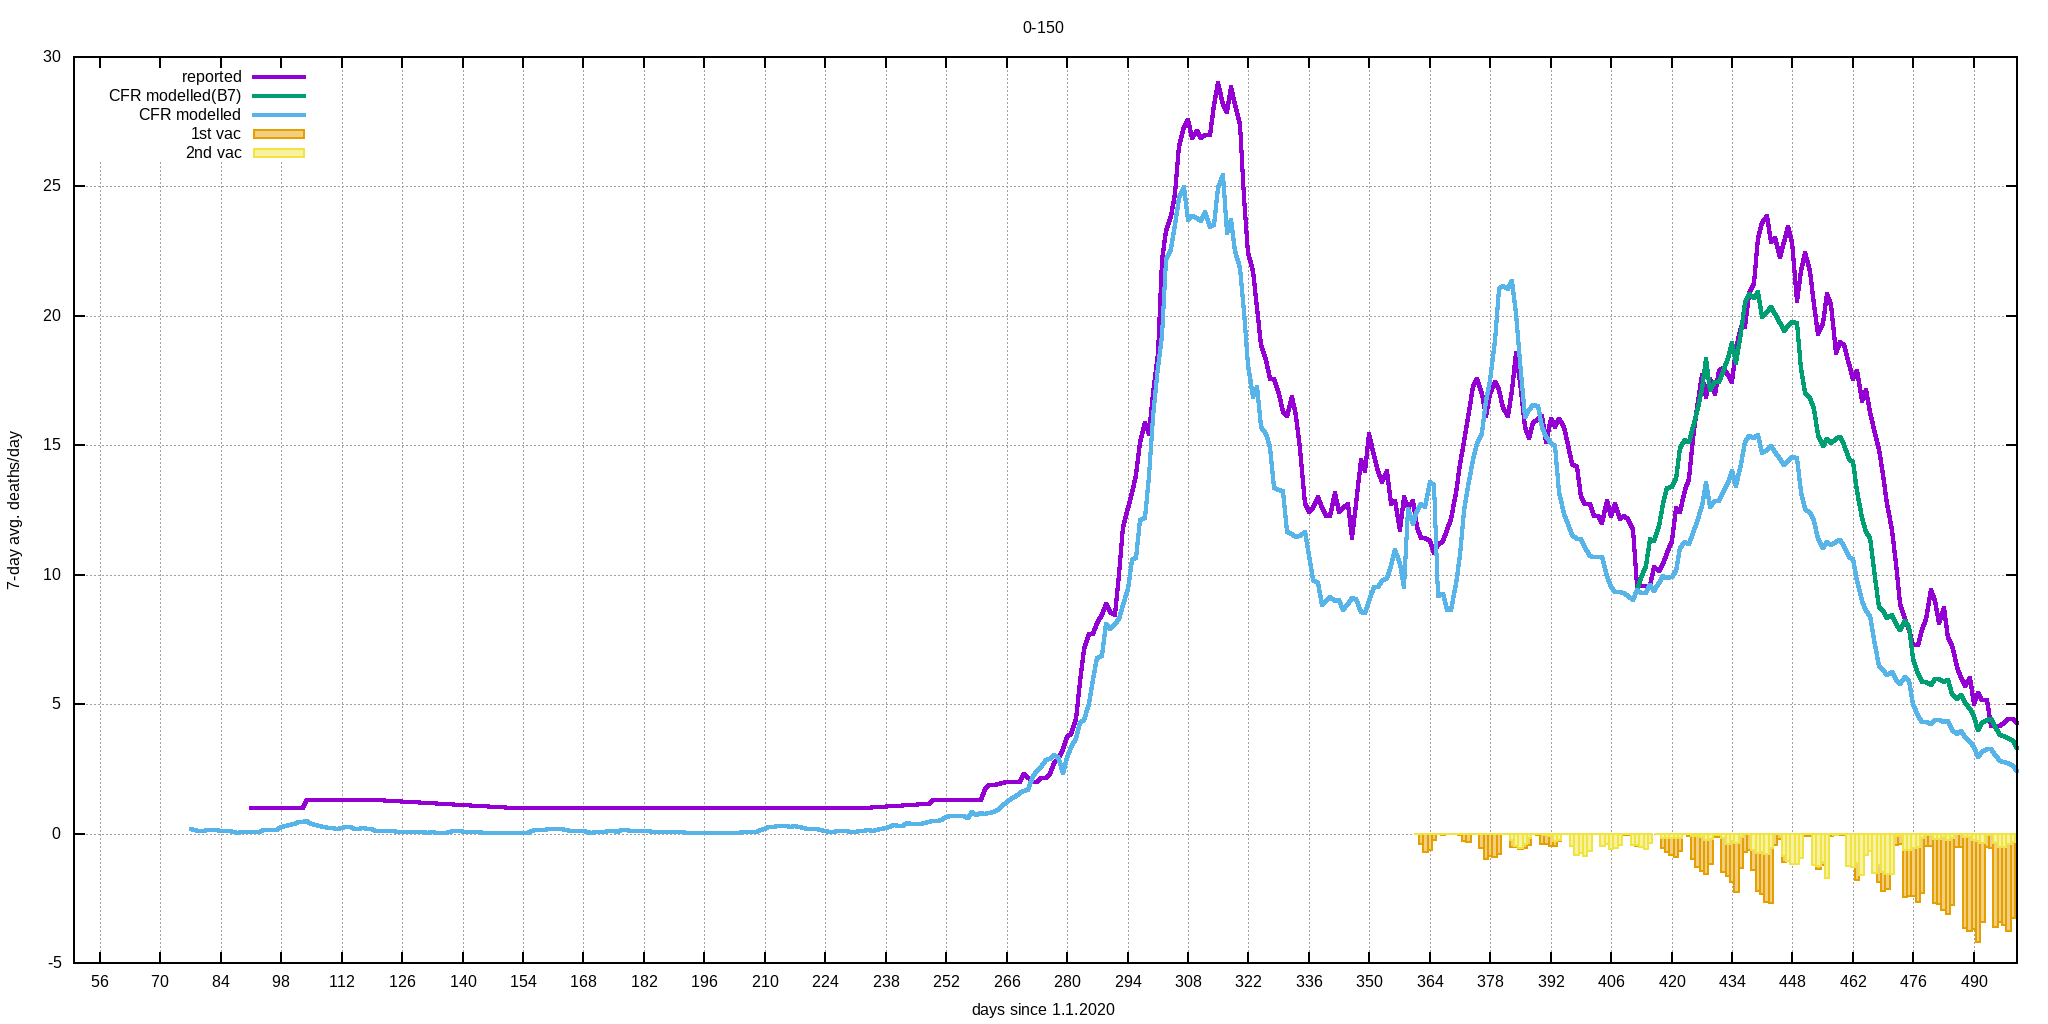 0-150
30
25
20
15
10
5
0
-5
7-day avg. deaths/day
reported
CFR modelled(B7)
CFR modelled
1st vac
2nd vac
56 70 84 98 112 126 140 154 168 182 196 210 224 238 252 266 280 294 308 322 336 350 364 378 392 406 420 434 448 462 476 490
days since 1.1.2020